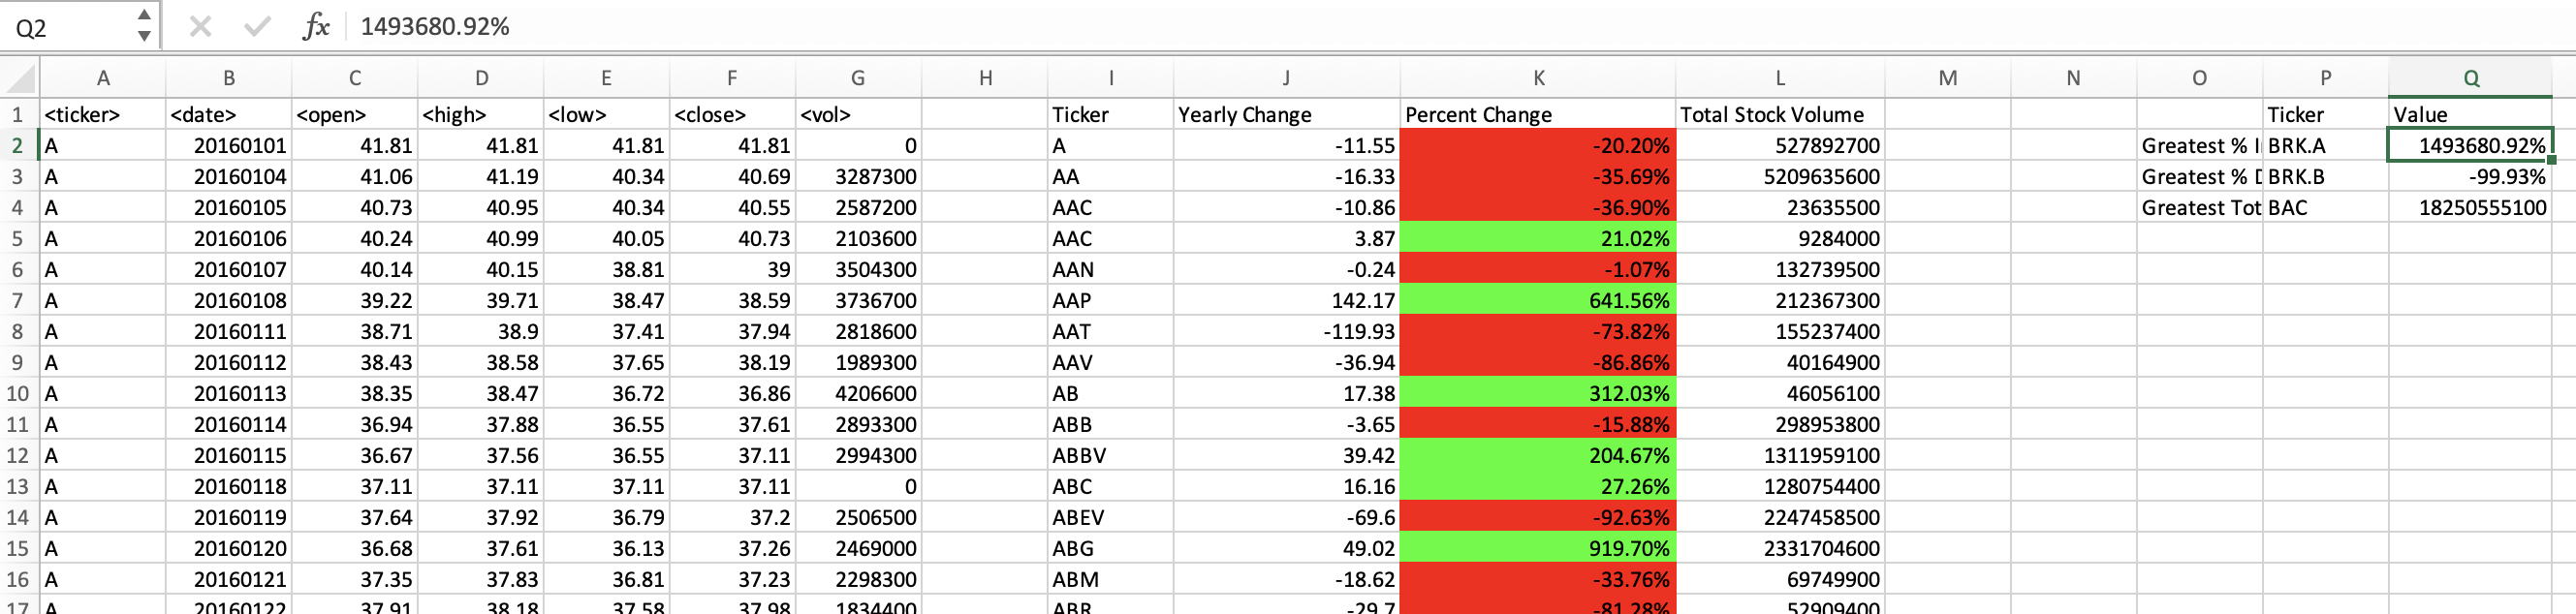 Q2 fx 1493680.92%
A B C D E F G H I J K L M N O P Q
1 <ticker> <date> <open> <high> <low> <close> <vol> Ticker Yearly Change Percent Change Total Stock Volume Ticker Value
2 A 20160101 41.81 41.81 41.81 41.81 0 A -11.55 -20.20% 527892700 Greatest % I BRK.A 1493680.92%
3 A 20160104 41.06 41.19 40.34 40.69 3287300 AA -16.33 -35.69% 5209635600 Greatest % D BRK.B -99.93%
4 A 20160105 40.73 40.95 40.34 40.55 2587200 AAC -10.86 -36.90% 23635500 Greatest Tot BAC 18250555100
5 A 20160106 40.24 40.99 40.05 40.73 2103600 AAC 3.87 21.02% 9284000
6 A 20160107 40.14 40.15 38.81 39 3504300 AAN -0.24 -1.07% 132739500
7 A 20160108 39.22 39.71 38.47 38.59 3736700 AAP 142.17 641.56% 212367300
8 A 20160111 38.71 38.9 37.41 37.94 2818600 AAT -119.93 -73.82% 155237400
9 A 20160112 38.43 38.58 37.65 38.19 1989300 AAV -36.94 -86.86% 40164900
10 A 20160113 38.35 38.47 36.72 36.86 4206600 AB 17.38 312.03% 46056100
11 A 20160114 36.94 37.88 36.55 37.61 2893300 ABB -3.65 -15.88% 298953800
12 A 20160115 36.67 37.56 36.55 37.11 2994300 ABBV 39.42 204.67% 1311959100
13 A 20160118 37.11 37.11 37.11 37.11 0 ABC 16.16 27.26% 1280754400
14 A 20160119 37.64 37.92 36.79 37.2 2506500 ABEV -69.6 -92.63% 2247458500
15 A 20160120 36.68 37.61 36.13 37.26 2469000 ABG 49.02 919.70% 2331704600
16 A 20160121 37.35 37.83 36.81 37.23 2298300 ABM -18.62 -33.76% 69749900
17 A 20160122 37.91 38.18 37.58 37.98 1834400 ABR -29.7 -81.28% 52909400